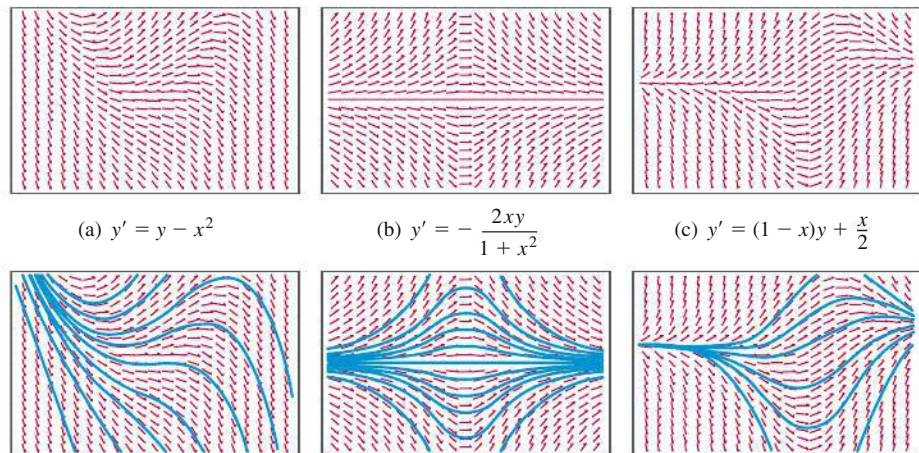 (a) y′ = y − x²
(b) y′ = − 2xy / (1 + x²)
(c) y′ = (1 − x)y + x/2